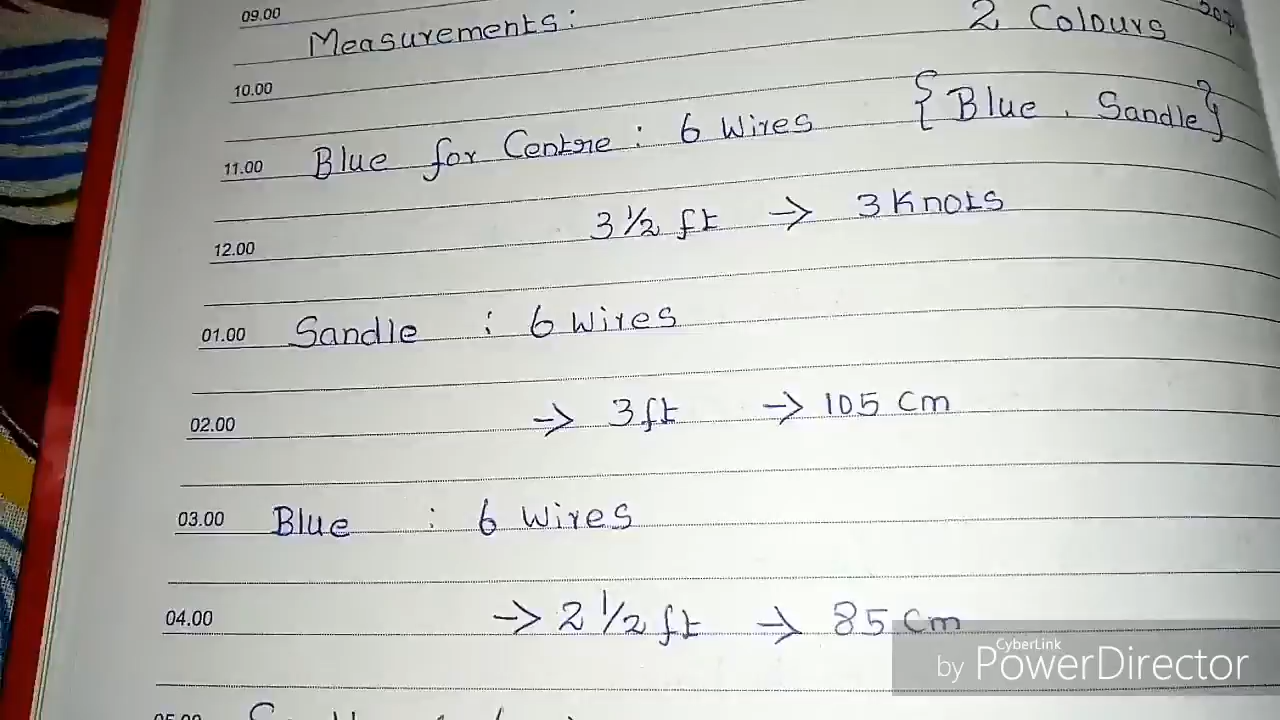 09.00 Measurements: 2 Colours
10.00
11.00 Blue for Centre : 6 Wires { Blue , Sandle }
3 1/2 ft → 3 Knots
12.00
01.00 Sandle : 6 Wires
02.00 → 3 ft → 105 Cm
03.00 Blue : 6 Wires
04.00 → 2 1/2 ft → 85 Cm
CyberLink
by PowerDirector